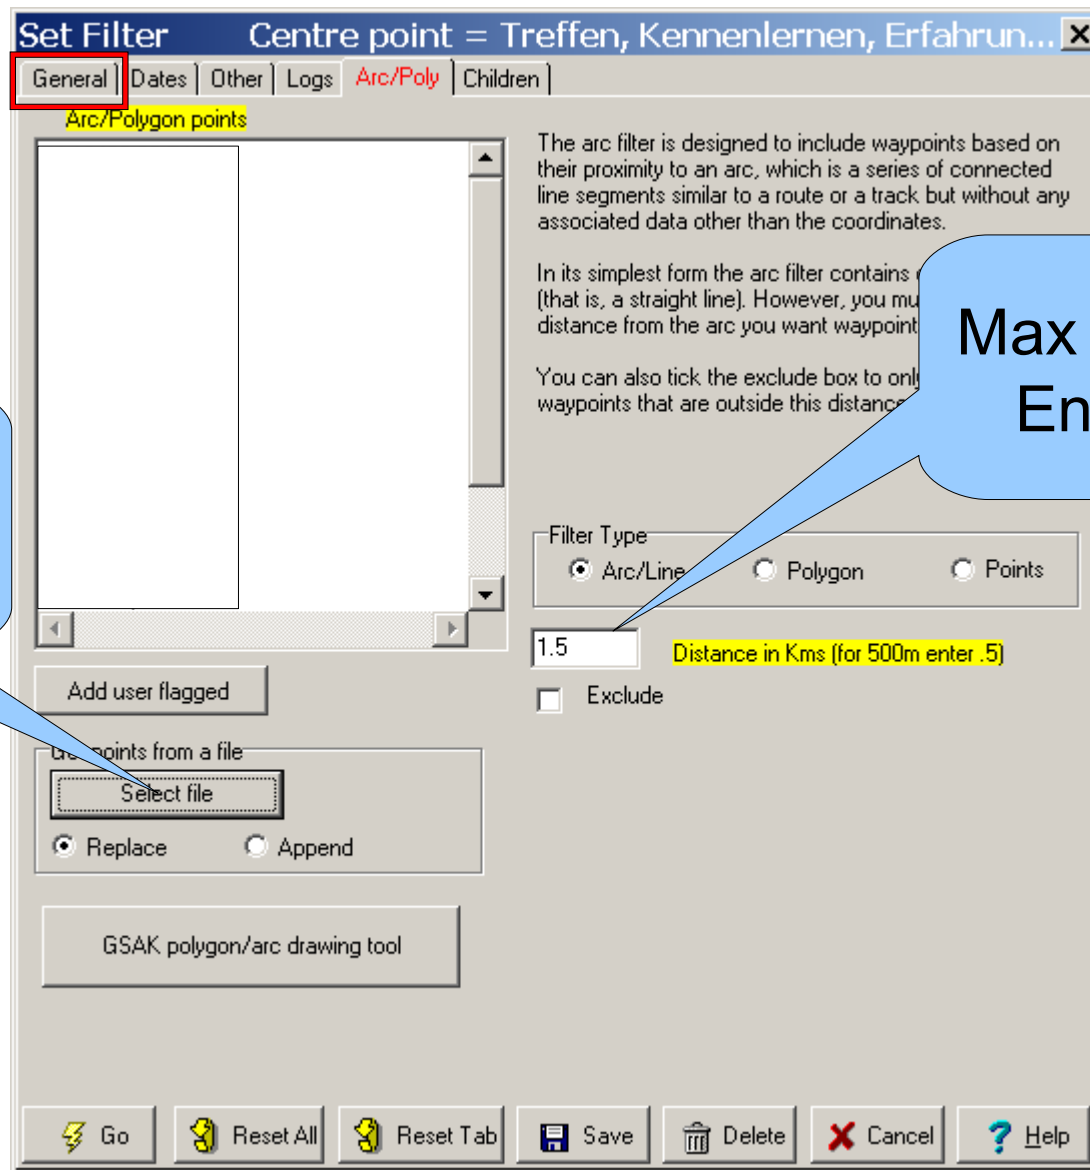 Set Filter Centre point = Treffen, Kennenlernen, Erfahrun...
General Dates Other Logs Arc/Poly Children
Arc/Polygon points
The arc filter is designed to include waypoints based on
their proximity to an arc, which is a series of connected
line segments similar to a route or a track but without any
associated data other than the coordinates.
In its simplest form the arc filter contains
(that is, a straight line). However, you
distance from the arc you want
You can also tick the exclude box to
waypoints that are outside this distance
Max
Filter Type
Arc/Line Polygon Points
1.5 Distance in Kms (for 500m enter .5)
Exclude
Add user flagged
points from a file
Select file
Replace Append
GSAK polygon/arc drawing tool
Go Reset All Reset Tab Save Delete Cancel Help